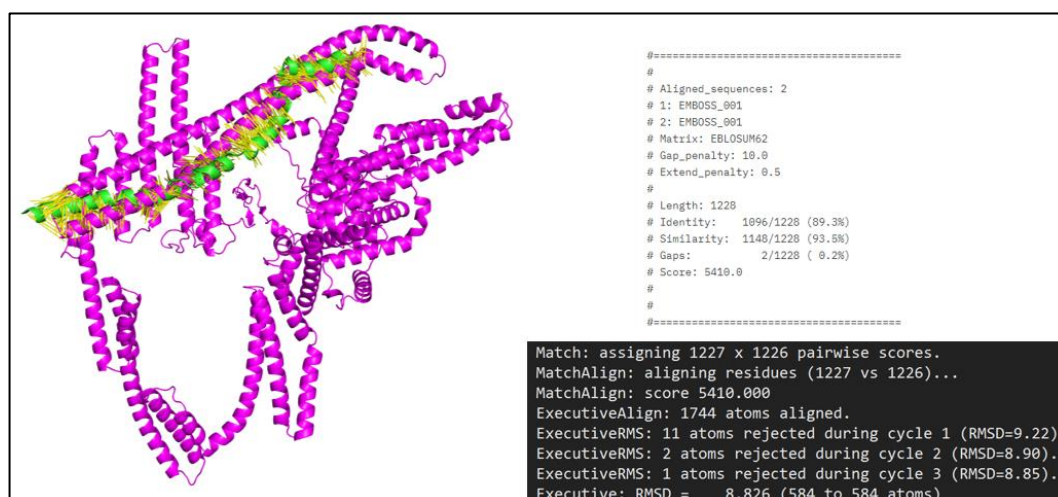 #=======================================
#
# Aligned_sequences: 2
# 1: EMBOSS_001
# 2: EMBOSS_001
# Matrix: EBLOSUM62
# Gap_penalty: 10.0
# Extend_penalty: 0.5
#
# Length: 1228
# Identity:    1096/1228 (89.3%)
# Similarity:  1148/1228 (93.5%)
# Gaps:           2/1228 ( 0.2%)
# Score: 5410.0
#
#
#=======================================
Match: assigning 1227 x 1226 pairwise scores.
MatchAlign: aligning residues (1227 vs 1226)...
MatchAlign: score 5410.000
ExecutiveAlign: 1744 atoms aligned.
ExecutiveRMS: 11 atoms rejected during cycle 1 (RMSD=9.22)
ExecutiveRMS: 2 atoms rejected during cycle 2 (RMSD=8.90).
ExecutiveRMS: 1 atoms rejected during cycle 3 (RMSD=8.85).
Executive: RMSD =    8.826 (584 to 584 atoms)